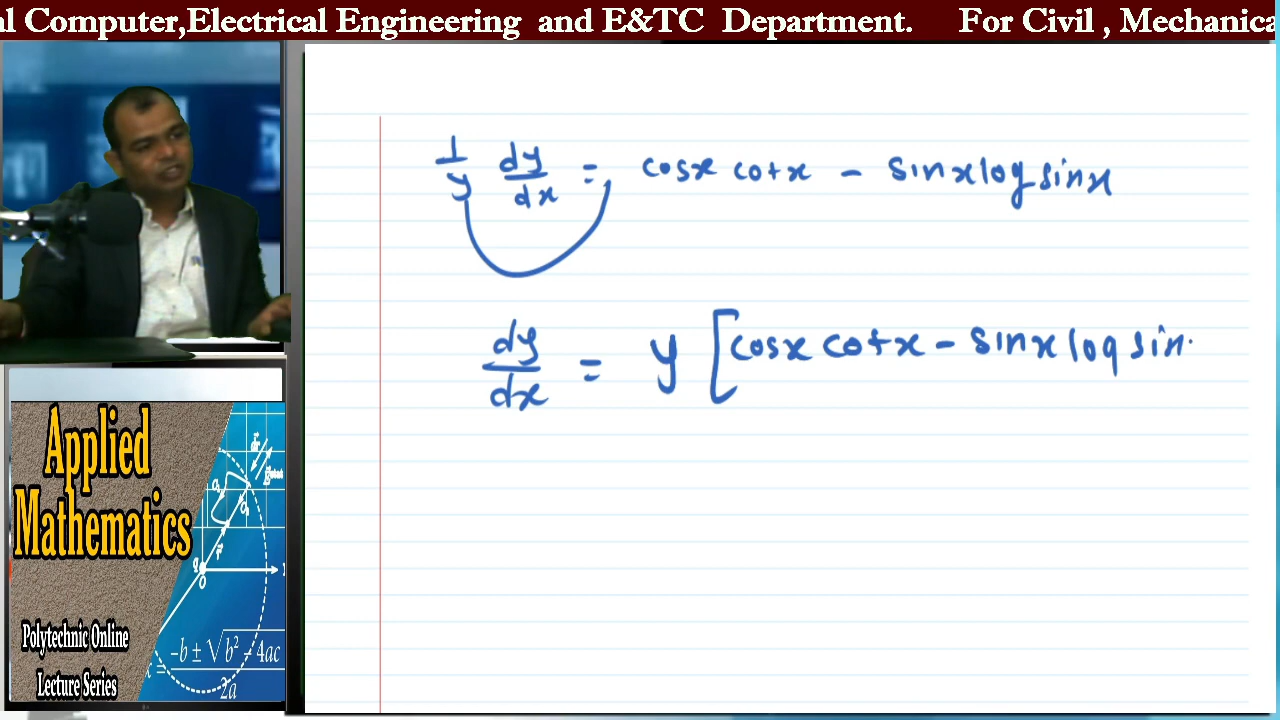 al Computer,Electrical Engineering and E&TC Department. For Civil , Mechanica
1/y dy/dx = cosx cotx - sinx log sinx
dy/dx = y [cosx cotx - sinx log sin
Applied
Mathematics
Polytechnic Online
Lecture Series
-b ± √b² - 4ac
2a